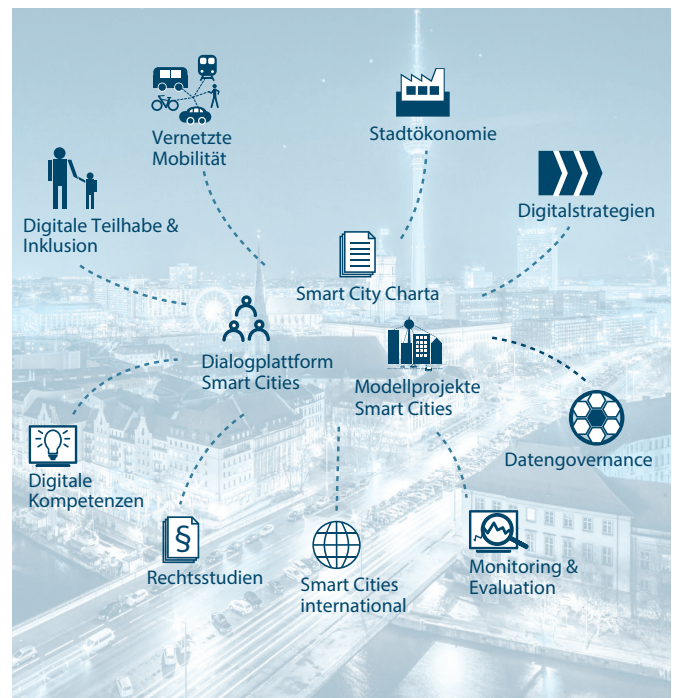 Vernetzte
Mobilität
Stadtökonomie
Digitale Teilhabe &
Inklusion
Digitalstrategien
Smart City Charta
Dialogplattform
Smart Cities
Modellprojekte
Smart Cities
Datengovernance
Digitale
Kompetenzen
§
Rechtsstudien
Smart Cities
international
Monitoring &
Evaluation